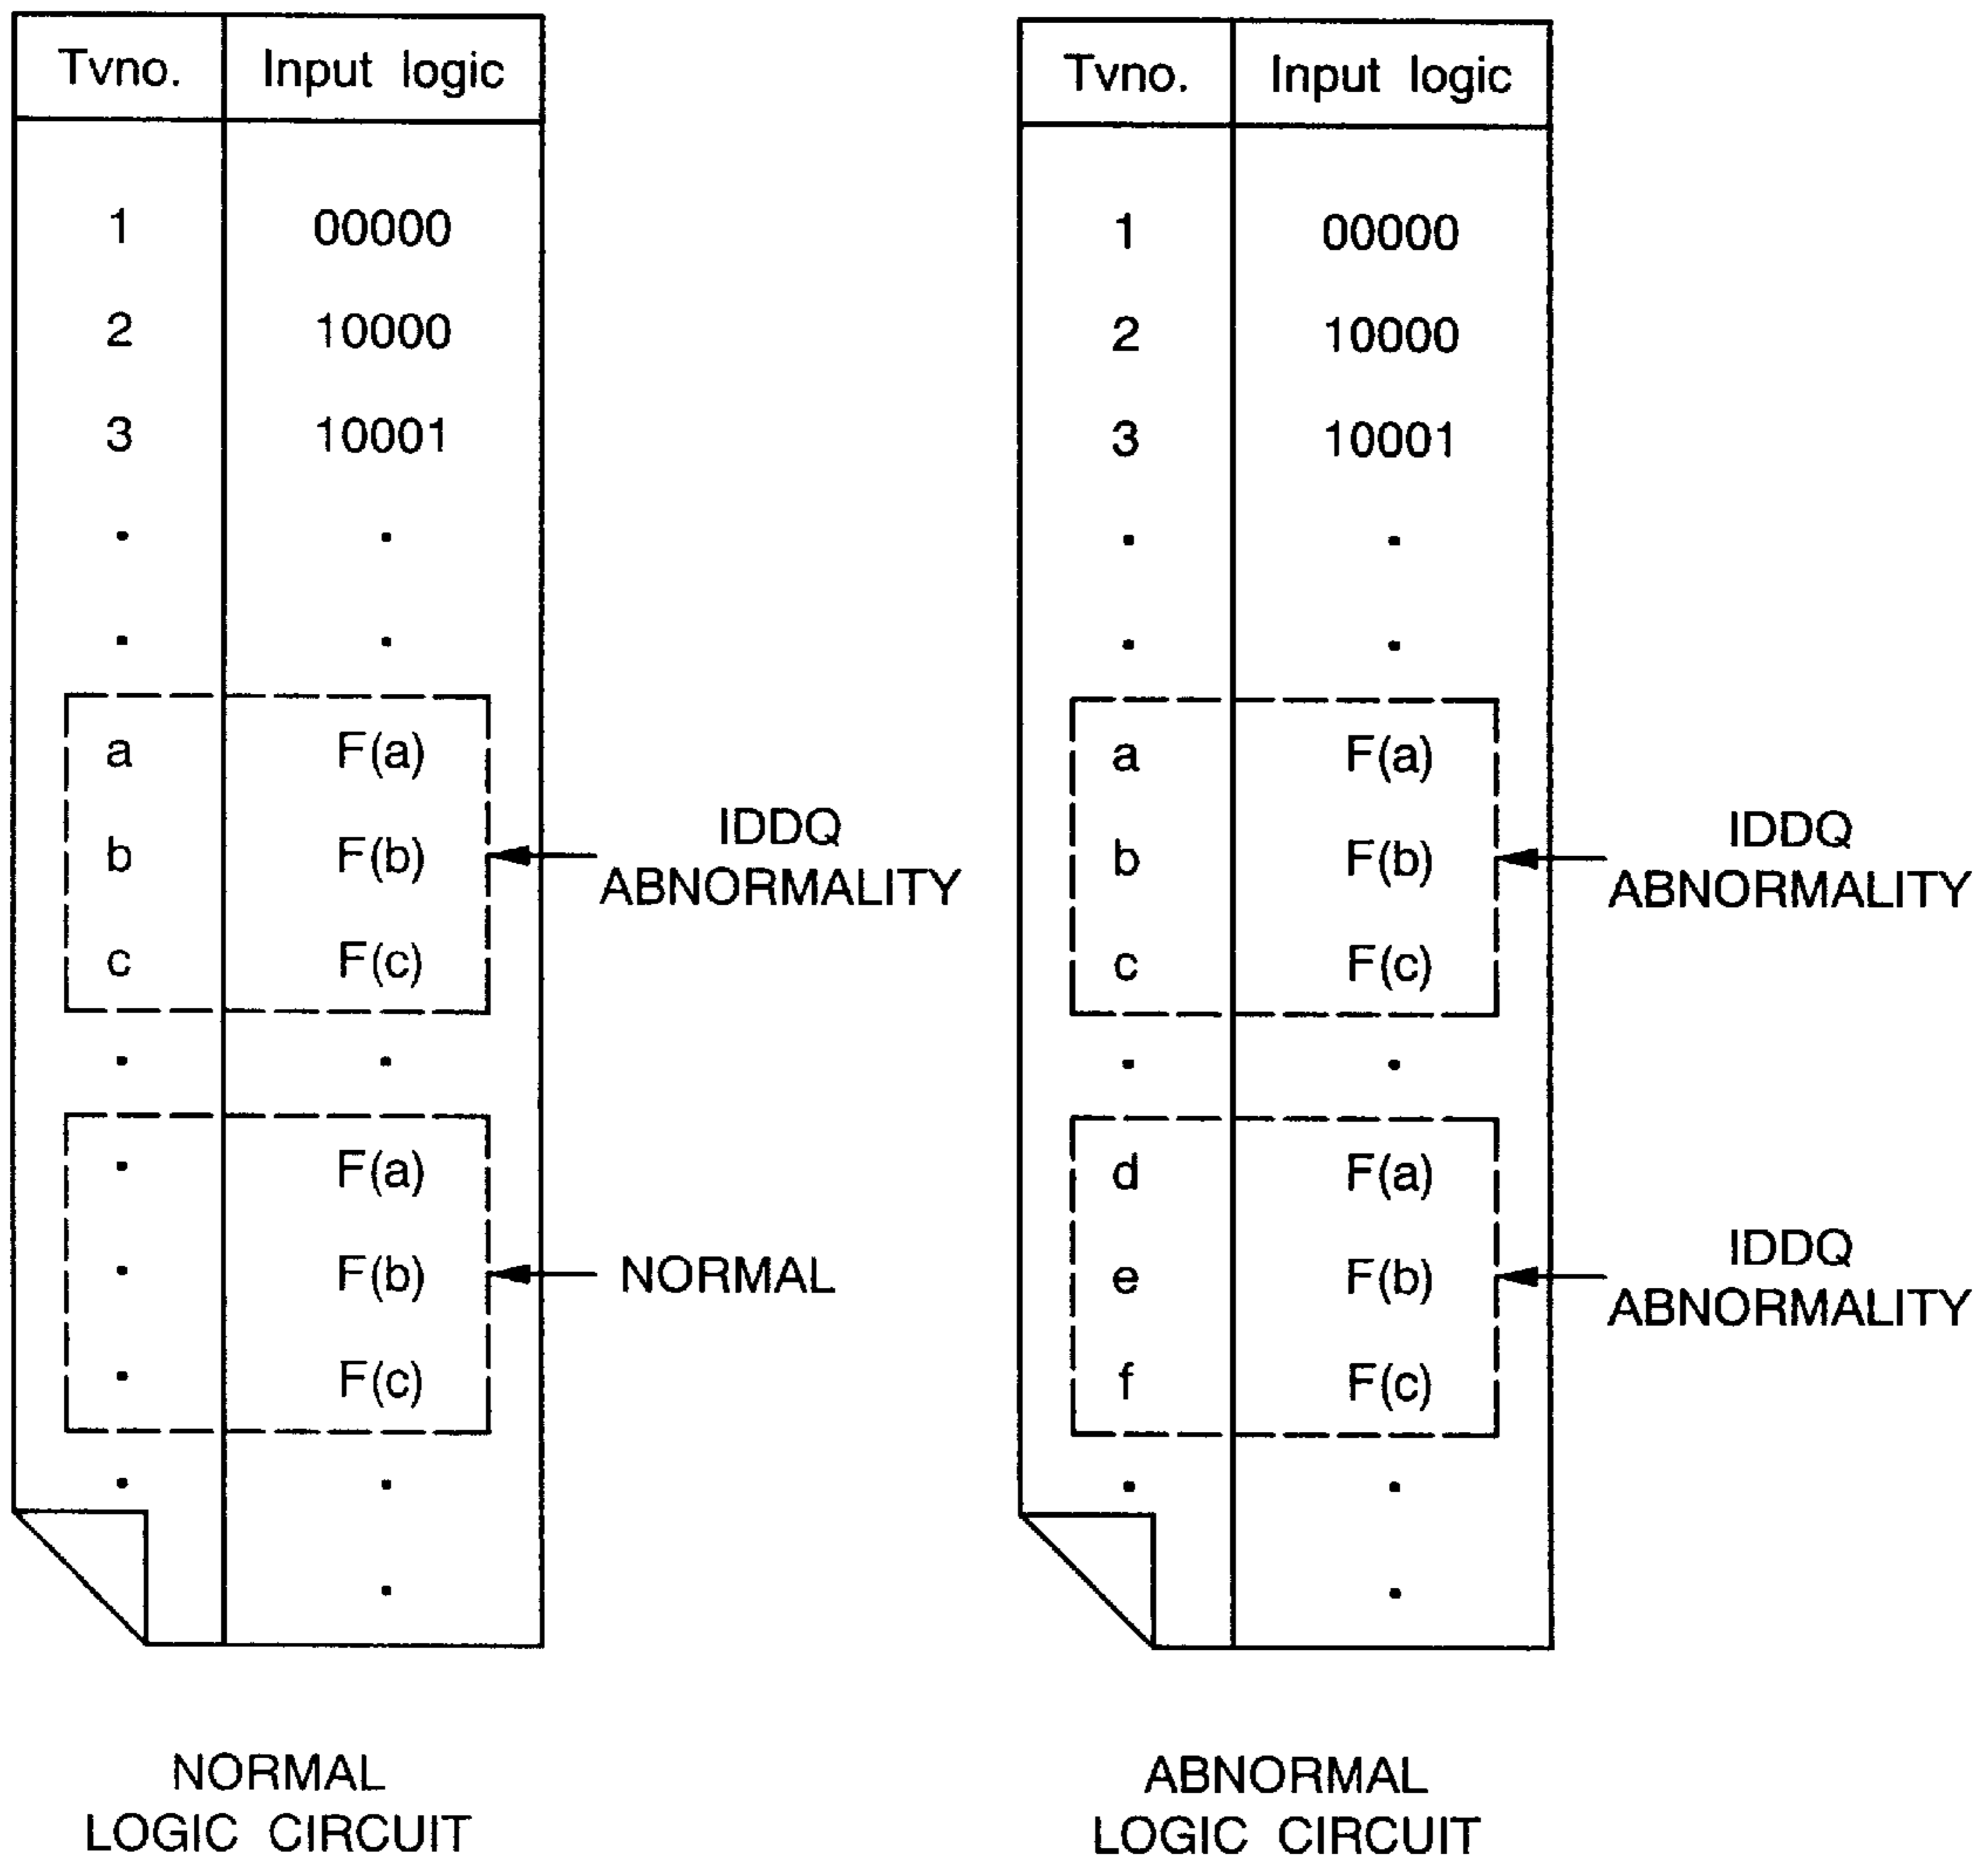 Tvno. Input logic
1 00000
2 10000
3 10001
. .
. .
a F(a)
b F(b)
c F(c)
. .
. F(a)
. F(b)
. F(c)
. .
.
IDDQ
ABNORMALITY
NORMAL
NORMAL
LOGIC CIRCUIT
Tvno. Input logic
1 00000
2 10000
3 10001
. .
. .
a F(a)
b F(b)
c F(c)
. .
d F(a)
e F(b)
f F(c)
. .
.
IDDQ
ABNORMALITY
IDDQ
ABNORMALITY
ABNORMAL
LOGIC CIRCUIT